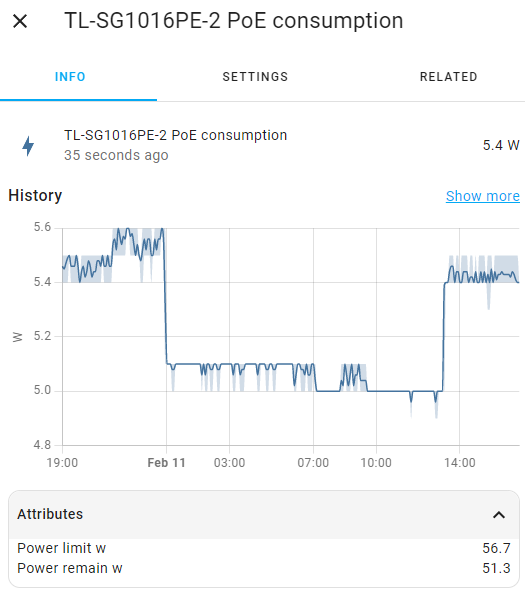 TL-SG1016PE-2 PoE consumption
INFO SETTINGS RELATED
TL-SG1016PE-2 PoE consumption 5.4 W
35 seconds ago
History Show more
5.6
5.4
W
5.2
5.0
4.8
19:00 Feb 11 03:00 07:00 10:00 14:00
Attributes
Power limit w 56.7
Power remain w 51.3